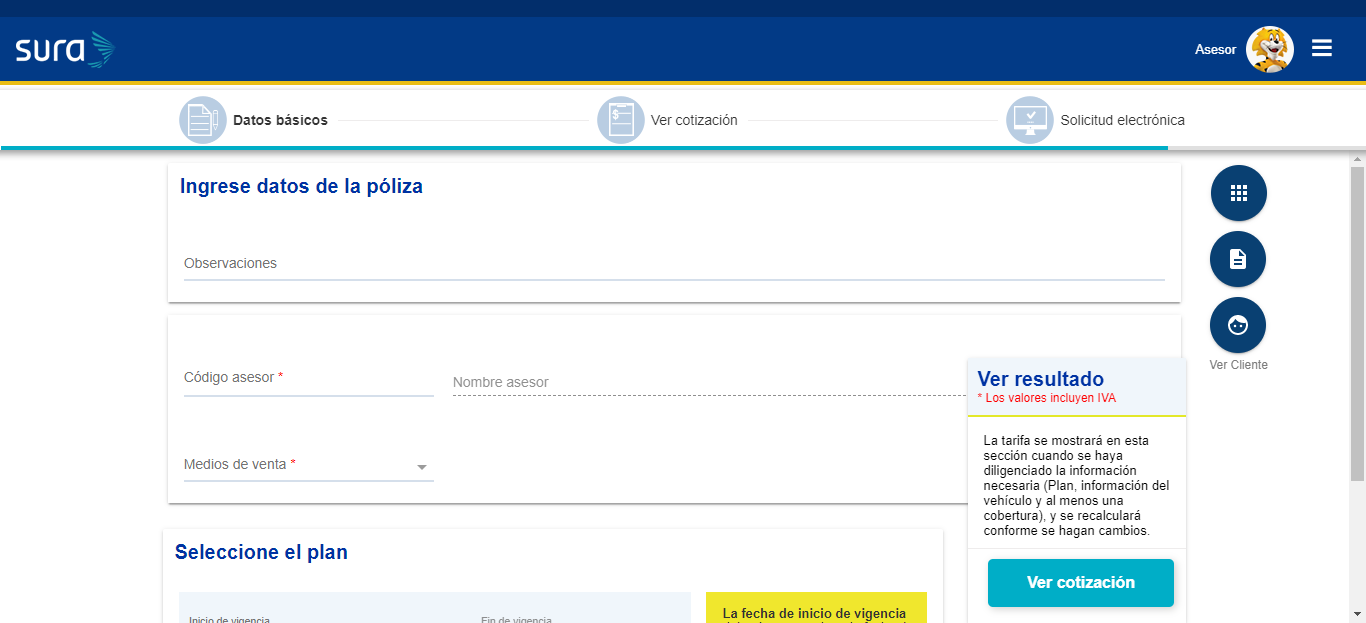 sura
Asesor
Datos básicos
Ver cotización
Solicitud electrónica
Ingrese datos de la póliza
Observaciones
Ver Cliente
Código asesor *
Nombre asesor
Medios de venta *
Ver resultado
* Los valores incluyen IVA
La tarifa se mostrará en esta
sección cuando se haya
diligenciado la información
necesaria (Plan, información del
vehículo y al menos una
cobertura), y se recalculará
conforme se hagan cambios.
Ver cotización
Seleccione el plan
Inicio de vigencia
Fin de vigencia
La fecha de inicio de vigencia